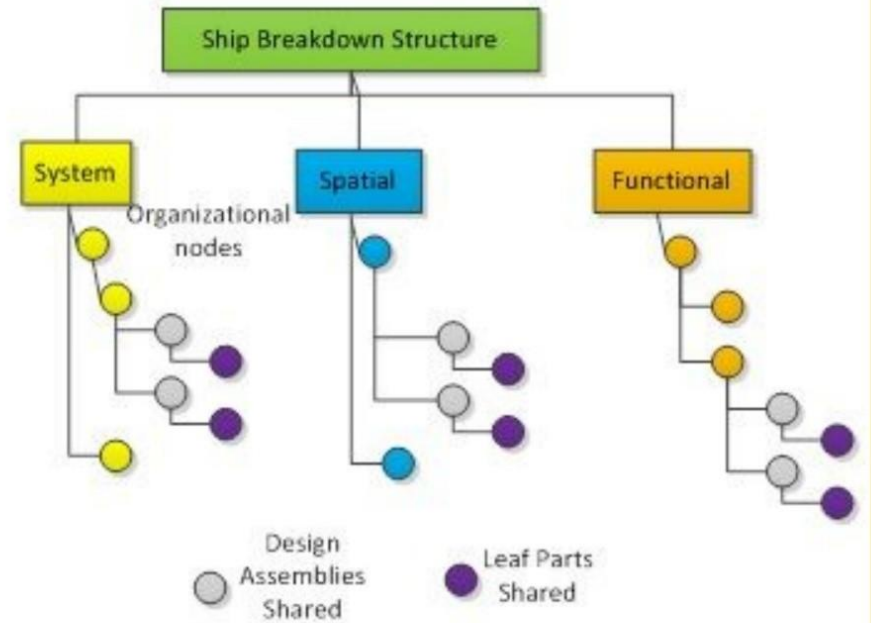 Ship Breakdown Structure
System
Spatial
Functional
Organizational
nodes
Design
Assemblies
Shared
Leaf Parts
Shared